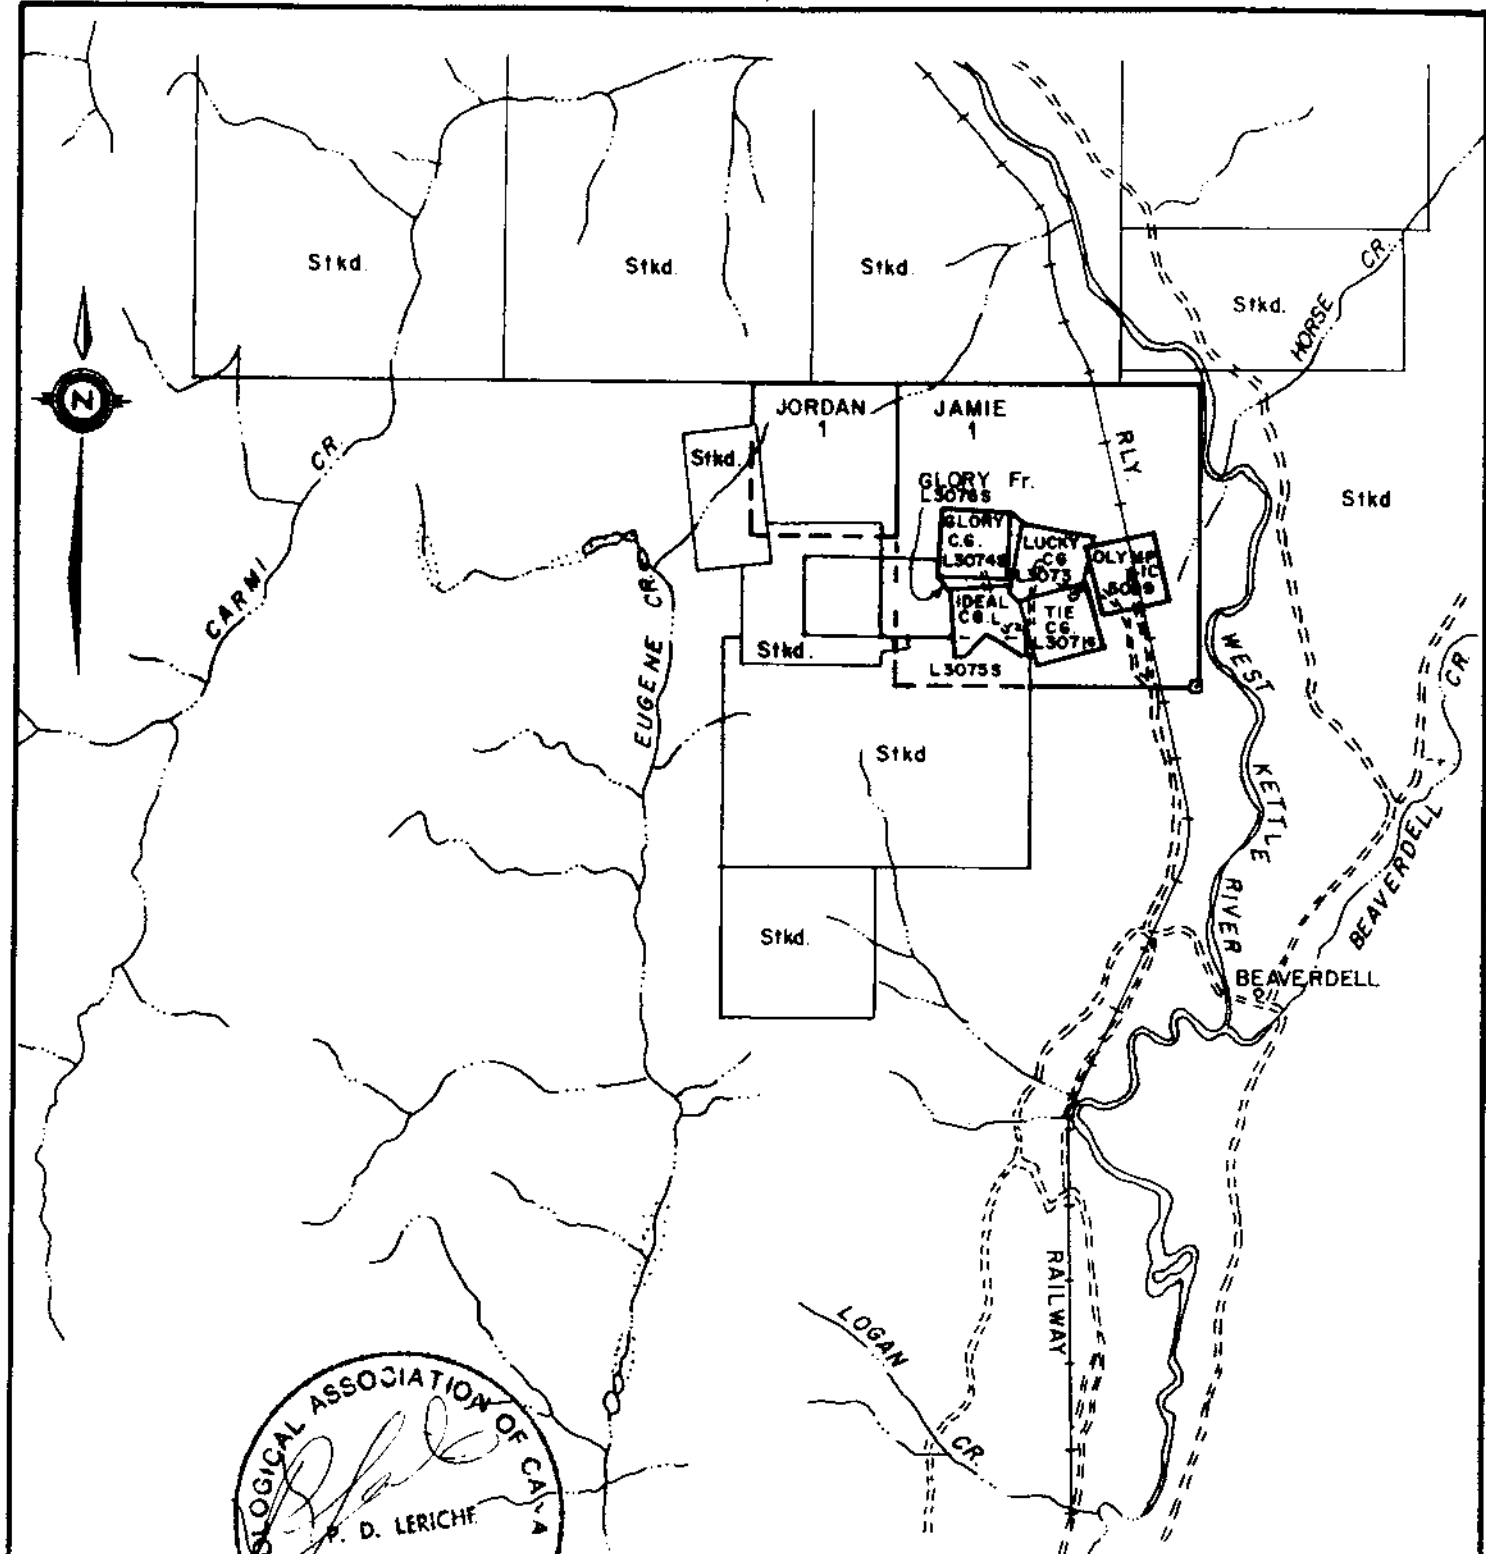 Stkd.
Stkd.
Stkd.
Stkd.
HORSE CR.
N
JORDAN
1
JAMIE
1
RLY.
Stkd.
Stkd
GLORY Fr.
L3076S
GLORY
C.G.
L3074S
LUCKY
CG
L3073
OLYMPIC
IDEAL
CG.L
TIE
CG.
L3071S
L3075S
CARMI CR.
EUGENE CR.
Stkd.
Stkd
Stkd.
WEST KETTLE RIVER
BEAVERDELL CR.
BEAVERDELL
RAILWAY
LOGAN CR.
LOGICAL ASSOCIATION OF CA
P. D. LERICHE